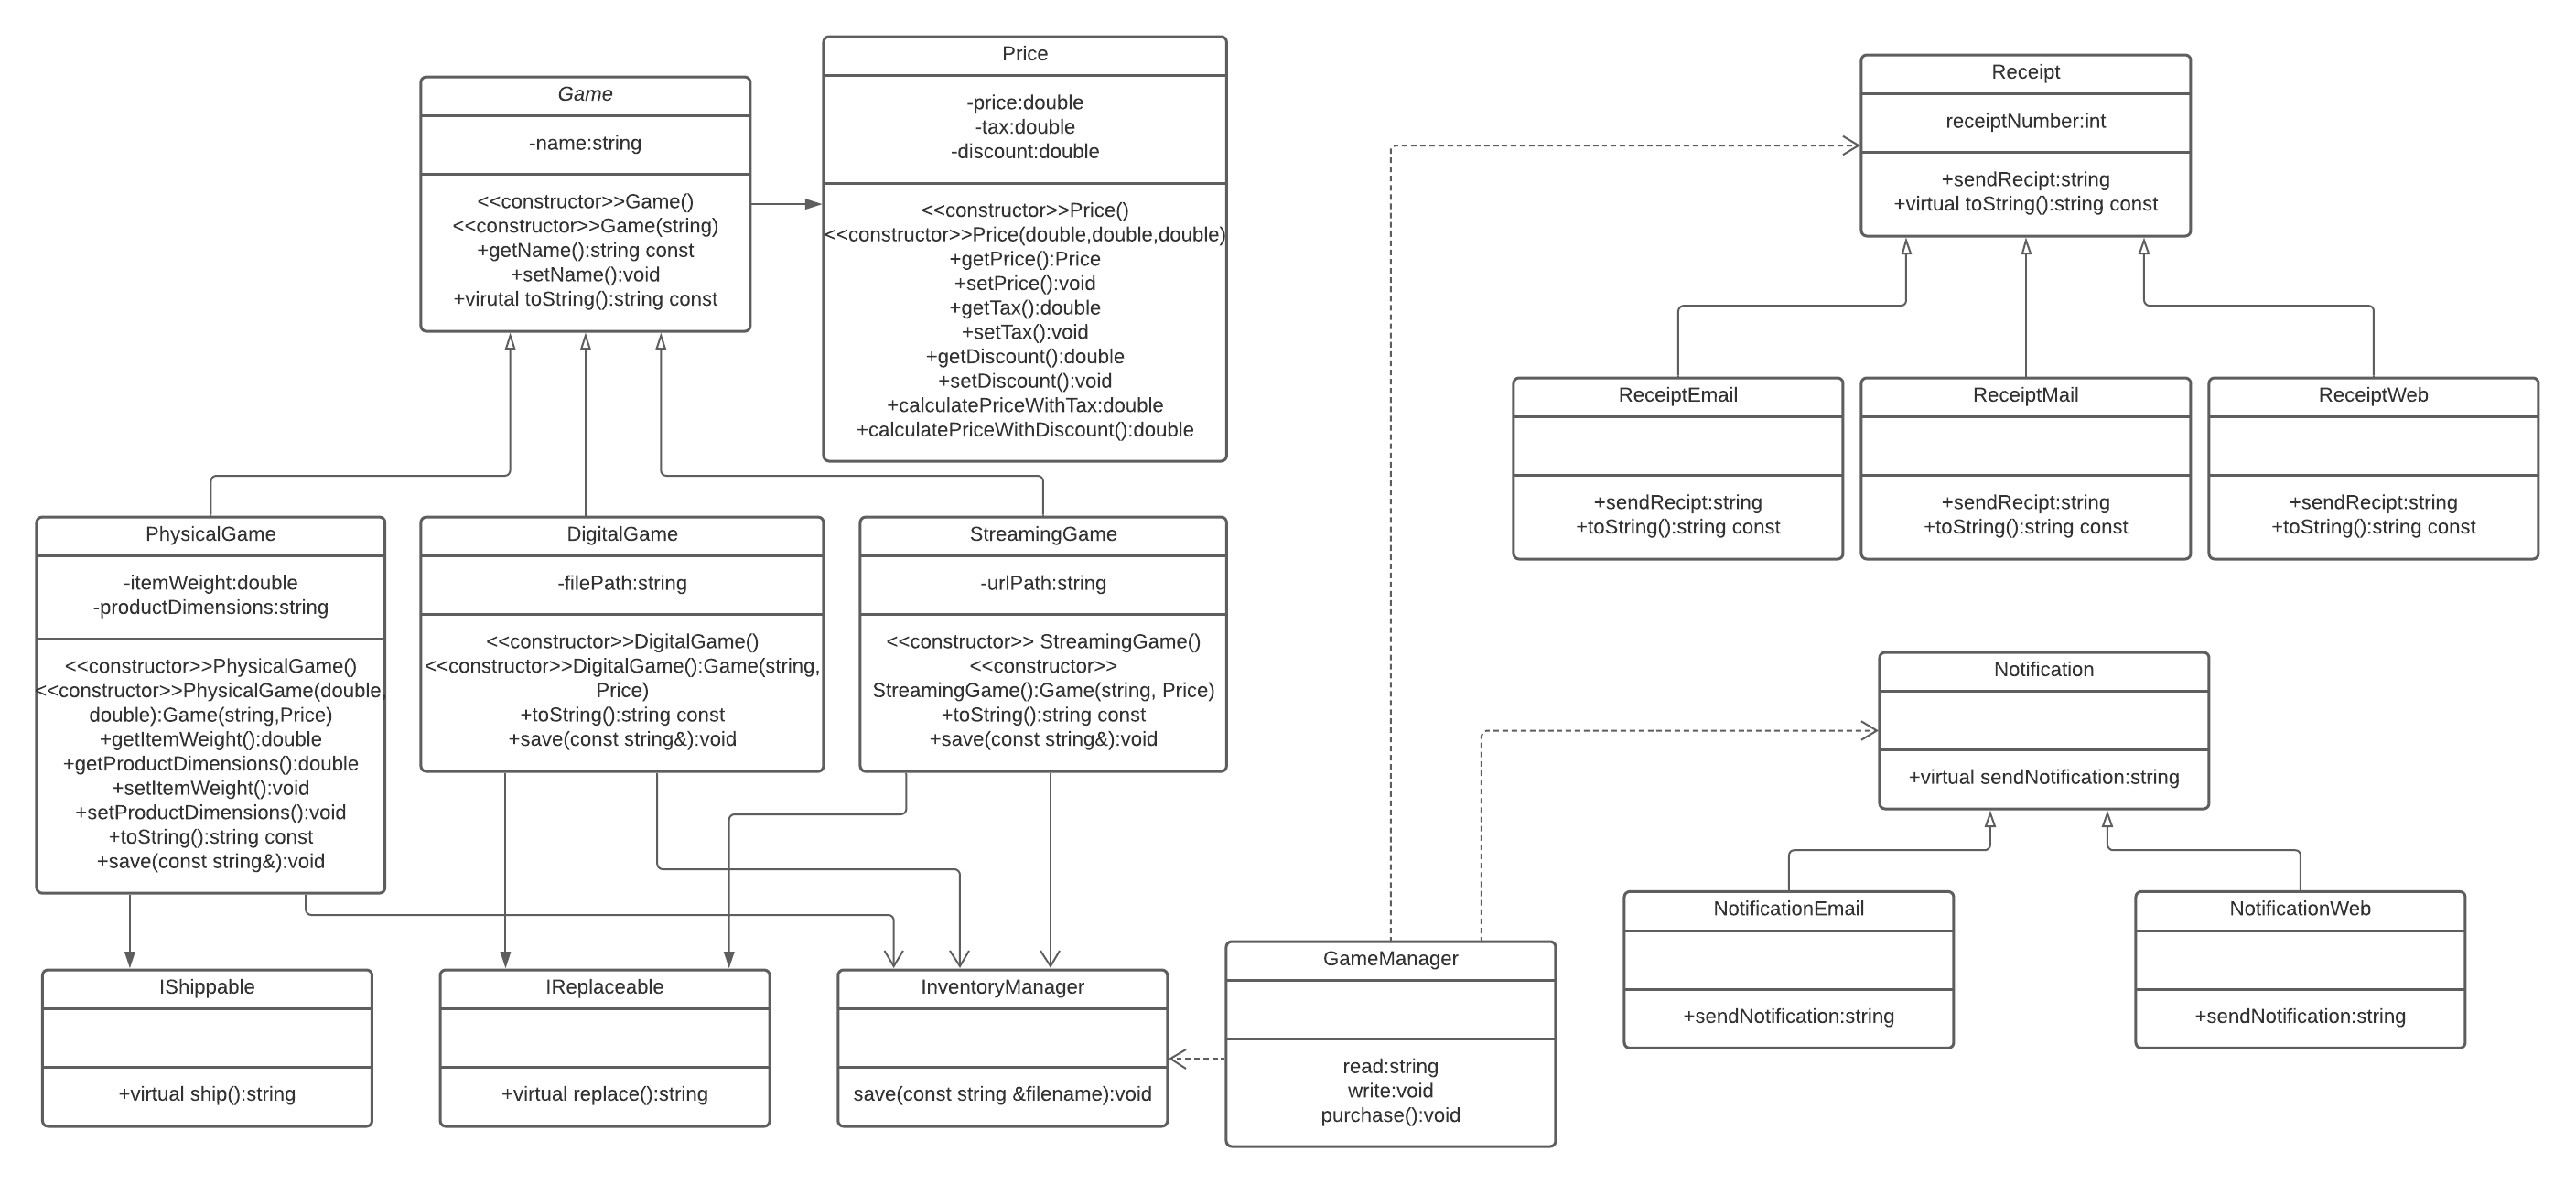 Game
-name:string
<<constructor>>Game()
<<constructor>>Game(string)
+getName():string const
+setName():void
+virutal toString():string const
Price
-price:double
-tax:double
-discount:double
<<constructor>>Price()
<<constructor>>Price(double,double,double)
+getPrice():Price
+setPrice():void
+getTax():double
+setTax():void
+getDiscount():double
+setDiscount():void
+calculatePriceWithTax:double
+calculatePriceWithDiscount():double
Receipt
receiptNumber:int
+sendRecipt:string
+virtual toString():string const
ReceiptEmail
+sendRecipt:string
+toString():string const
ReceiptMail
+sendRecipt:string
+toString():string const
ReceiptWeb
+sendRecipt:string
+toString():string const
PhysicalGame
-itemWeight:double
-productDimensions:string
<<constructor>>PhysicalGame()
<<constructor>>PhysicalGame(double,
double):Game(string,Price)
+getItemWeight():double
+getProductDimensions():double
+setItemWeight():void
+setProductDimensions():void
+toString():string const
+save(const string&):void
DigitalGame
-filePath:string
<<constructor>>DigitalGame()
<<constructor>>DigitalGame():Game(string,
Price)
+toString():string const
+save(const string&):void
StreamingGame
-urlPath:string
<<constructor>> StreamingGame()
<<constructor>>
StreamingGame():Game(string, Price)
+toString():string const
+save(const string&):void
Notification
+virtual sendNotification:string
NotificationEmail
+sendNotification:string
NotificationWeb
+sendNotification:string
IShippable
+virtual ship():string
IReplaceable
+virtual replace():string
InventoryManager
save(const string &filename):void
GameManager
read:string
write:void
purchase():void